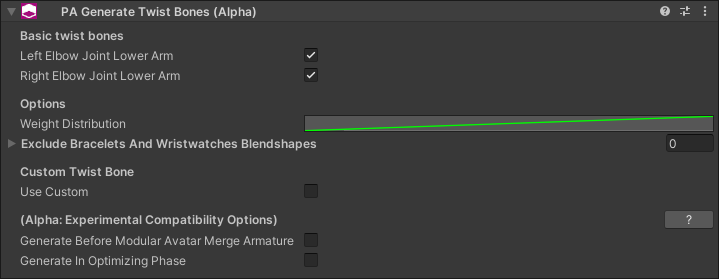 PA Generate Twist Bones (Alpha)
Basic twist bones
Left Elbow Joint Lower Arm
Right Elbow Joint Lower Arm
Options
Weight Distribution
Exclude Bracelets And Wristwatches Blendshapes 0
Custom Twist Bone
Use Custom
(Alpha: Experimental Compatibility Options) ?
Generate Before Modular Avatar Merge Armature
Generate In Optimizing Phase